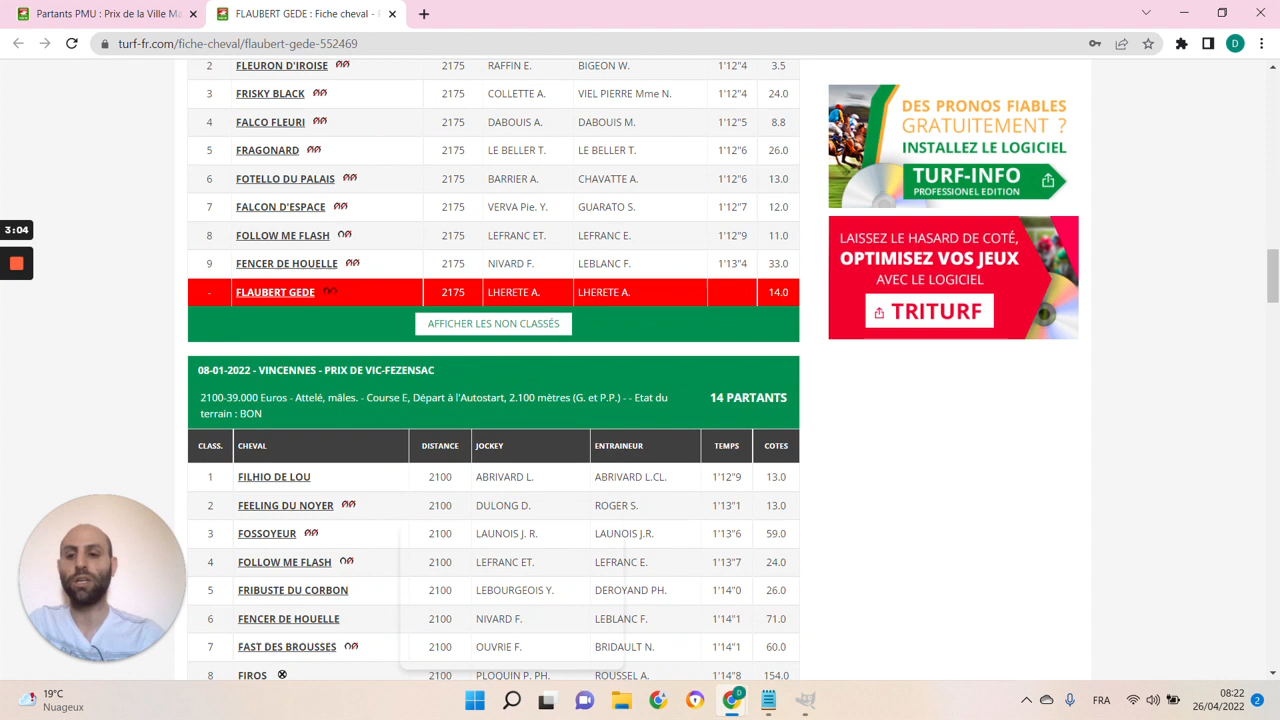 Partants PMU : Prix de la Ville Ma
FLAUBERT GEDE : Fiche cheval -
turf-fr.com/fiche-cheval/flaubert-gede-552469
D
2 FLEURON D'IROISE 2175 RAFFIN E. BIGEON W. 1'12"4 3.5
3 FRISKY BLACK 2175 COLLETTE A. VIEL PIERRE Mme N. 1'12"4 24.0
4 FALCO FLEURI 2175 DABOUIS A. DABOUIS M. 1'12"5 8.8
5 FRAGONARD 2175 LE BELLER T. LE BELLER T. 1'12"6 26.0
6 FOTELLO DU PALAIS 2175 BARRIER A. CHAVATTE A. 1'12"6 13.0
7 FALCON D'ESPACE 2175 VERVA Pie. Y. GUARATO S. 1'12"7 12.0
8 FOLLOW ME FLASH 2175 LEFRANC ET. LEFRANC E. 1'12"9 11.0
9 FENCER DE HOUELLE 2175 NIVARD F. LEBLANC F. 1'13"4 33.0
- FLAUBERT GEDE 2175 LHERETE A. LHERETE A. 14.0
AFFICHER LES NON CLASSÉS
08-01-2022 - VINCENNES - PRIX DE VIC-FEZENSAC
2100-39.000 Euros - Attelé, mâles. - Course E, Départ à l'Autostart, 2.100 mètres (G. et P.P.) - - Etat du
terrain : BON
14 PARTANTS
CLASS. CHEVAL DISTANCE JOCKEY ENTRAINEUR TEMPS COTES
1 FILHIO DE LOU 2100 ABRIVARD L. ABRIVARD L.CL. 1'12"9 13.0
2 FEELING DU NOYER 2100 DULONG D. ROGER S. 1'13"1 13.0
3 FOSSOYEUR 2100 LAUNOIS J. R. LAUNOIS J.R. 1'13"6 59.0
4 FOLLOW ME FLASH 2100 LEFRANC ET. LEFRANC E. 1'13"7 24.0
5 FRIBUSTE DU CORBON 2100 LEBOURGEOIS Y. DEROYAND PH. 1'14"0 26.0
6 FENCER DE HOUELLE 2100 NIVARD F. LEBLANC F. 1'14"1 71.0
7 FAST DES BROUSSES 2100 OUVRIE F. BRIDAULT N. 1'14"1 60.0
8 FIROS 2100 PLOQUIN P. PH. ROUSSEL A. 1'14"8 154.0
DES PRONOS FIABLES
GRATUITEMENT ?
INSTALLEZ LE LOGICIEL
TURF-INFO
PROFESSIONEL EDITION
LAISSEZ LE HASARD DE COTÉ,
OPTIMISEZ VOS JEUX
AVEC LE LOGICIEL
TRITURF
3:04
19°C
Nuageux
D
FRA
08:22
26/04/2022
2